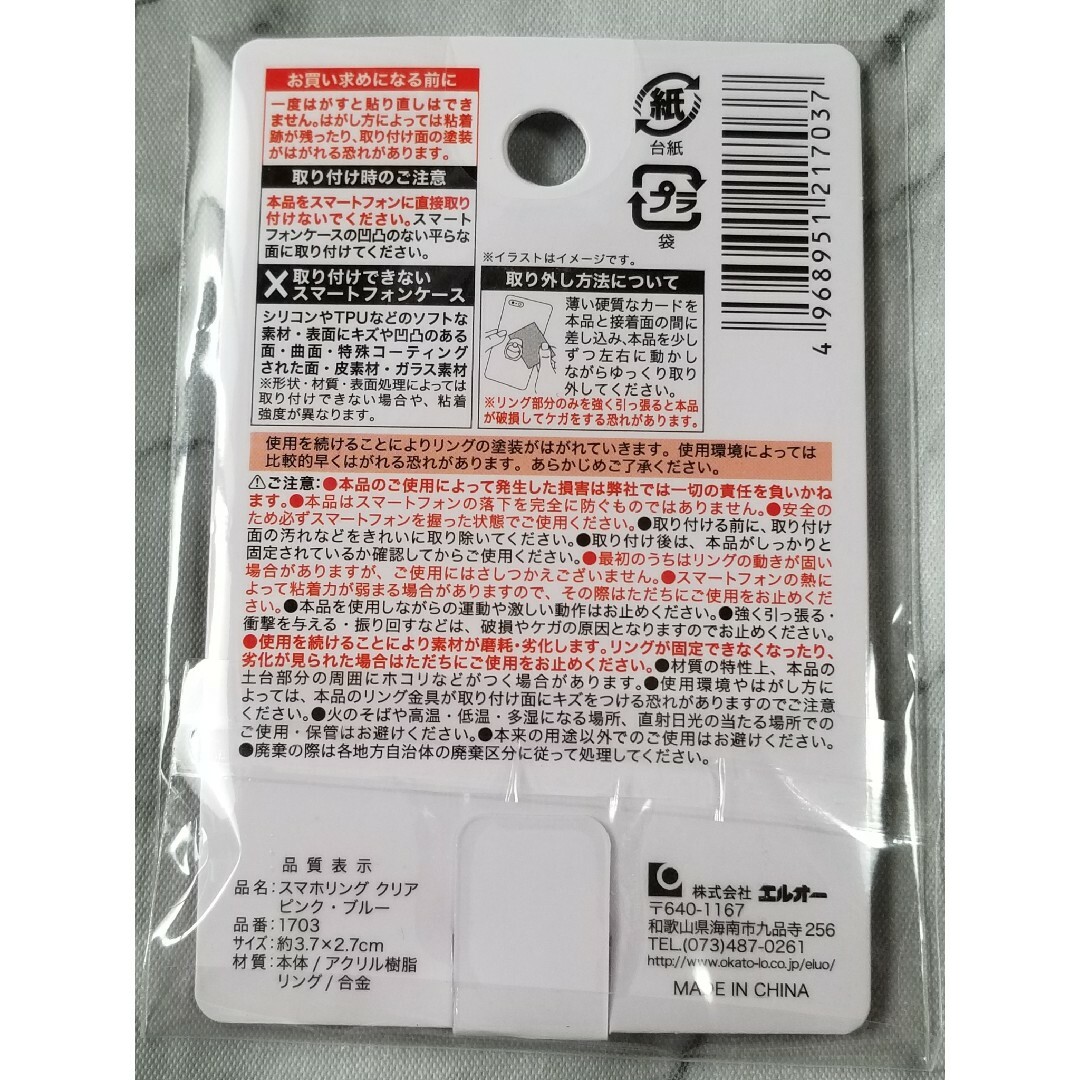 お買い求めになる前に
一度はがすと貼り直しはでき
ません。はがし方によっては粘着
跡が残ったり、取り付け面の塗装
がはがれる恐れがあります。
取り付け時のご注意
本品をスマートフォンに直接取り
付けないでください。スマート
フォンケースの凹凸のない平らな
面に取り付けてください。
✕取り付けできない
スマートフォンケース
シリコンやTPUなどのソフトな
素材・表面にキズや凹凸のある
面・曲面・特殊コーティング
された面・皮素材・ガラス素材
※形状・材質・表面処理によっては
取り付けできない場合や、粘着
強度が異なります。
紙
台紙
プラ
袋
4 968951 217037
※イラストはイメージです。
取り外し方法について
薄い硬質なカードを
本品と接着面の間に
差し込み、本品を少し
ずつ左右に動かし
ながらゆっくり取り
外してください。
※リング部分のみを強く引っ張ると本品
が破損してケガをする恐れがあります。
使用を続けることによりリングの塗装がはがれていきます。使用環境によっては
比較的早くはがれる恐れがあります。あらかじめご了承ください。
⚠ご注意:●本品のご使用によって発生した損害は弊社では一切の責任を負いかね
ます。●本品はスマートフォンの落下を完全に防ぐものではありません。●安全の
ため必ずスマートフォンを握った状態でご使用ください。●取り付ける前に、取り付け
面の汚れなどをきれいに取り除いてください。●取り付け後は、本品がしっかりと
固定されているか確認してからご使用ください。●最初のうちはリングの動きが固い
場合がありますが、ご使用にはさしつかえございません。●スマートフォンの熱に
よって粘着力が弱まる場合がありますので、その際はただちにご使用をお止めくだ
さい。●本品を使用しながらの運動や激しい動作はお止めください。●強く引っ張る・
衝撃を与える・振り回すなどは、破損やケガの原因となりますのでお止めください。
●使用を続けることにより素材が磨耗・劣化します。リングが固定できなくなったり、
劣化が見られた場合はただちにご使用をお止めください。●材質の特性上、本品の
土台部分の周囲にホコリなどがつく場合があります。●使用環境やはがし方に
よっては、本品のリング金具が取り付け面にキズをつける恐れがありますのでご注意
ください。●火のそばや高温・低温・多湿になる場所、直射日光の当たる場所での
ご使用・保管はお避けください。●本来の用途以外でのご使用はお避けください。
●廃棄の際は各地方自治体の廃棄区分に従って処理してください。
品質表示
品名:スマホリング クリア
ピンク・ブルー
品番:1703
サイズ:約3.7×2.7cm
材質:本体/アクリル樹脂
リング/合金
株式会社 エルオー
〒640-1167
和歌山県海南市九品寺256
TEL.(073)487-0261
http://www.okato-lo.co.jp/eluo/
MADE IN CHINA